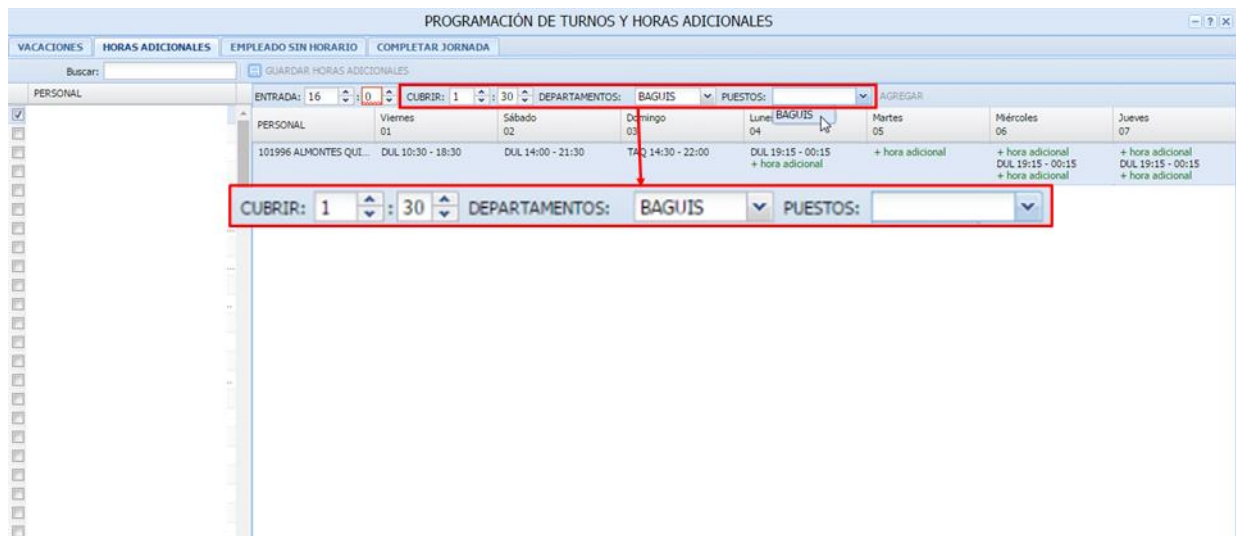 PROGRAMACIÓN DE TURNOS Y HORAS ADICIONALES
VACACIONES HORAS ADICIONALES EMPLEADO SIN HORARIO COMPLETAR JORNADA
Buscar: GUARDAR HORAS ADICIONALES
PERSONAL ENTRADA: 16 : 0 CUBRIR: 1 : 30 DEPARTAMENTOS: BAGUIS PUESTOS: AGREGAR
BAGUIS
PERSONAL Viernes Sábado Domingo Lune Martes Miércoles Jueves
01 02 03 04 05 06 07
101996 ALMONTES QUI... DUL 10:30 - 18:30 DUL 14:00 - 21:30 TAQ 14:30 - 22:00 DUL 19:15 - 00:15 + hora adicional + hora adicional + hora adicional
+ hora adicional DUL 19:15 - 00:15 DUL 19:15 - 00:15
+ hora adicional + hora adicional
CUBRIR: 1 : 30 DEPARTAMENTOS: BAGUIS PUESTOS: